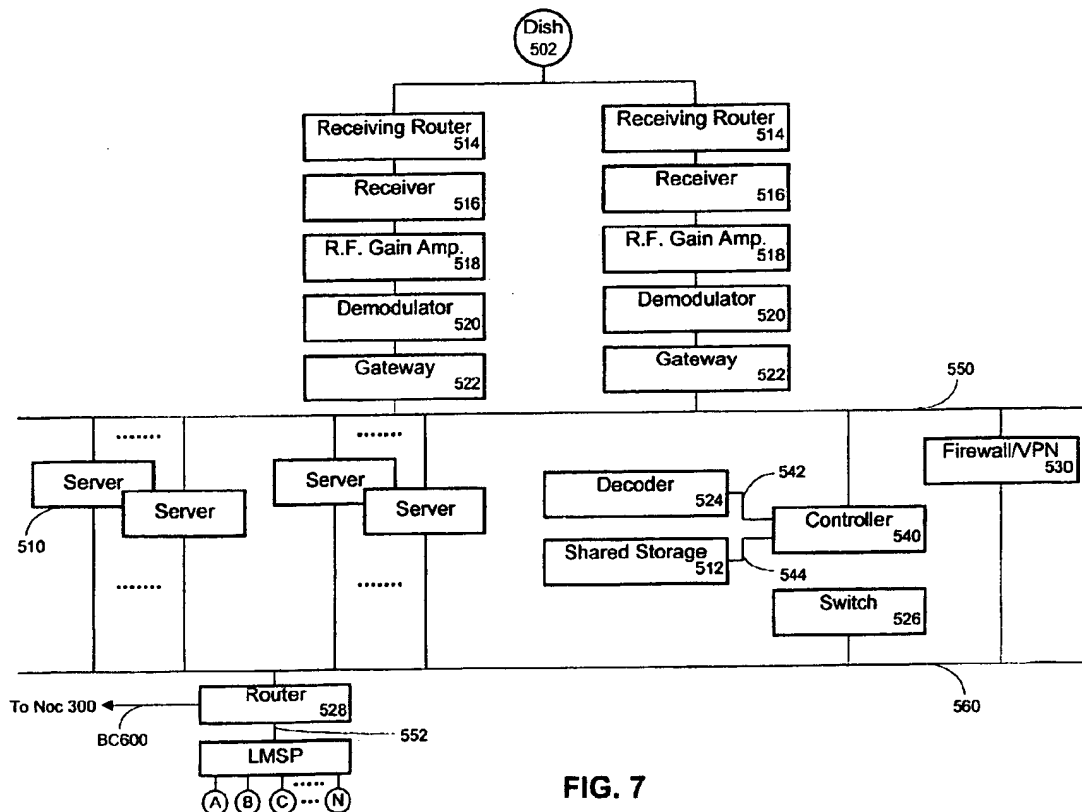 Dish
502
Receiving Router
514
Receiving Router
514
Receiver
516
Receiver
516
R.F. Gain Amp.
518
R.F. Gain Amp.
518
Demodulator
520
Demodulator
520
Gateway
522
Gateway
522
550
Server
Server
510
Server
Server
Decoder
524
542
Shared Storage
512
544
Controller
540
Firewall/VPN
530
Switch
526
560
To Noc 300
BC600
Router
528
552
LMSP
A B C ... N
FIG. 7